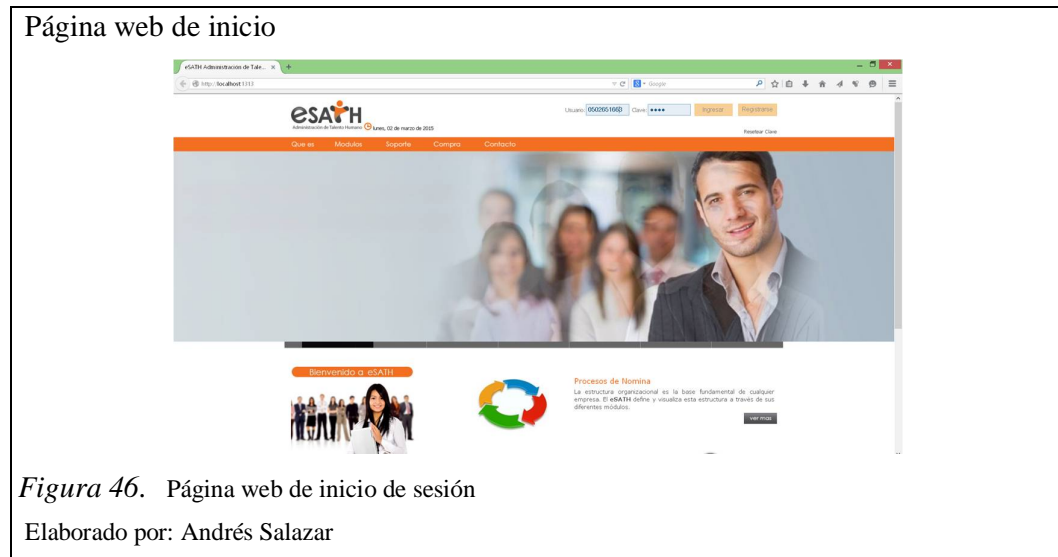 Página web de inicio
eSATH Administracion de Tale...
http://localhost:1313
Google
esATH
Administración de Talento Humano
lunes, 02 de marzo de 2015
Usuario: Clave: •••• Ingresar Registrarse
Resetear Clave
Que es Modulos Soporte Compra Contacto
Bienvenido a eSATH
Procesos de Nomina
La estructura organizacional es la base fundamental de cualquier
empresa. El eSATH define y visualiza esta estructura a través de sus
diferentes módulos.
ver mas
Figura 46. Página web de inicio de sesión
Elaborado por: Andrés Salazar